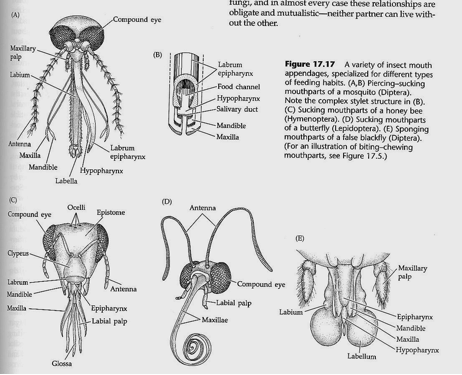 fungi, and in almost every case these relationships are
obligate and mutualistic—neither partner can live with-
out the other.
(A)
Compound eye
Maxillary
palp
Labium
Antenna
Maxilla
Mandible
Labella
Hypopharynx
Labrum
epipharynx
(B)
Labrum
epipharynx
Food channel
Hypopharynx
Salivary duct
Mandible
Maxilla
Figure 17.17 A variety of insect mouth
appendages, specialized for different types
of feeding habits. (A,B) Piercing–sucking
mouthparts of a mosquito (Diptera).
Note the complex stylet structure in (B).
(C) Sucking mouthparts of a honey bee
(Hymenoptera). (D) Sucking mouthparts
of a butterfly (Lepidoptera). (E) Sponging
mouthparts of a false blackfly (Diptera).
(For an illustration of biting–chewing
mouthparts, see Figure 17.5.)
(C)
Ocelli
Compound eye
Epistome
Clypeus
Labrum
Mandible
Maxilla
Antenna
Epipharynx
Labial palp
Glossa
(D)
Antenna
Compound eye
Labial palp
Maxillae
(E)
Maxillary
palp
Labium
Epipharynx
Mandible
Maxilla
Hypopharynx
Labellum